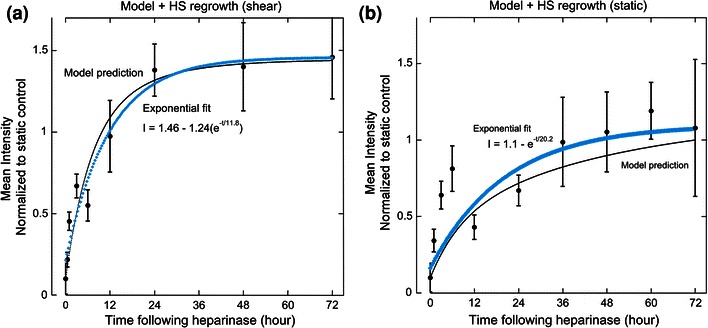 (a)
Model + HS regrowth (shear)
Mean Intensity
Normalized to static control
1.5
1
0.5
0
Model prediction
Exponential fit
I = 1.46 - 1.24(e-t/11.8)
0 12 24 36 48 60 72
Time following heparinase (hour)
(b)
Model + HS regrowth (static)
Mean Intensity
Normalized to static control
1.5
1
0.5
0
Exponential fit
I = 1.1 - e-t/20.2
Model prediction
0 12 24 36 48 60 72
Time following heparinase (hour)